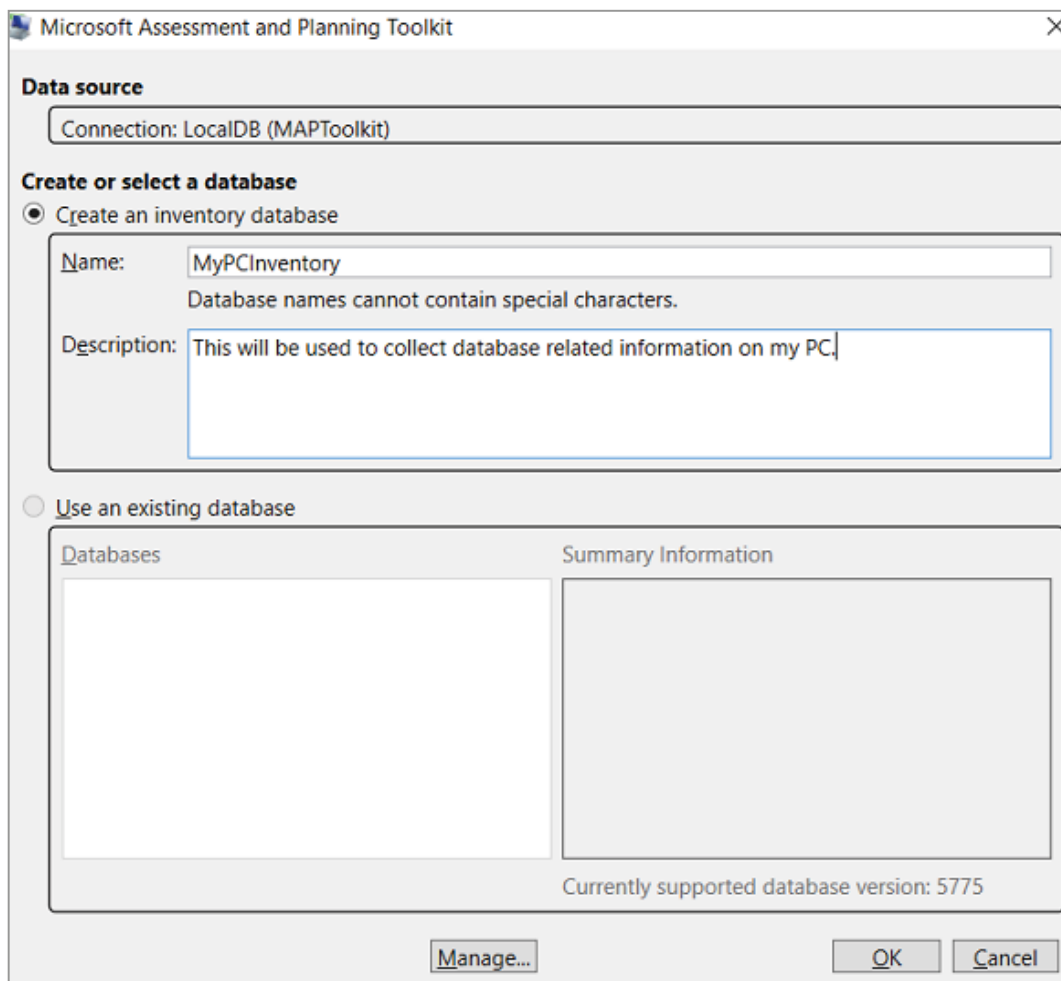 Microsoft Assessment and Planning Toolkit
Data source
Connection: LocalDB (MAPToolkit)
Create or select a database
Create an inventory database
Name: MyPCInventory
Database names cannot contain special characters.
Description: This will be used to collect database related information on my PC.
Use an existing database
Databases Summary Information
Currently supported database version: 5775
Manage... OK Cancel